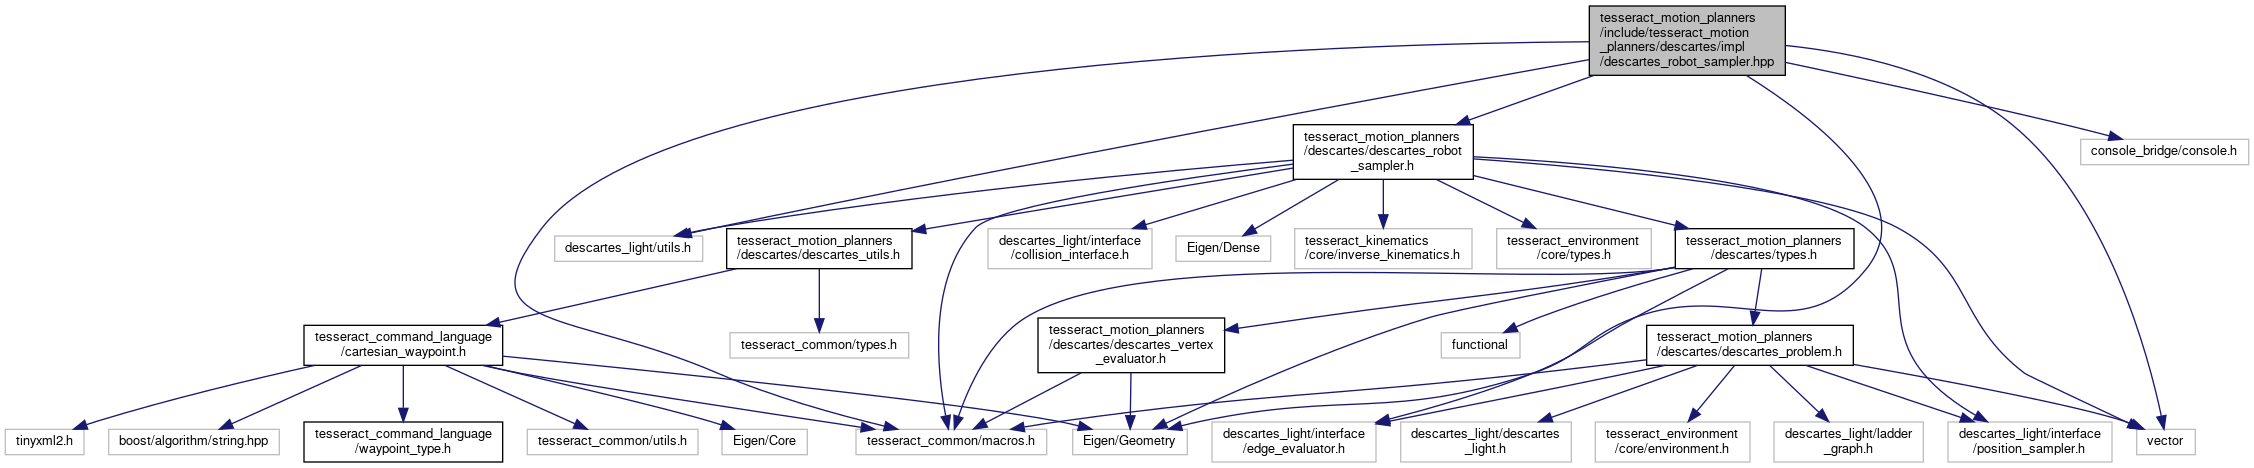 tesseract_motion_planners
/include/tesseract_motion
_planners/descartes/impl
/descartes_robot_sampler.hpp
tesseract_motion_planners
/descartes/descartes_robot
_sampler.h
console_bridge/console.h
descartes_light/utils.h
tesseract_motion_planners
/descartes/descartes_utils.h
descartes_light/interface
/collision_interface.h
Eigen/Dense
tesseract_kinematics
/core/inverse_kinematics.h
tesseract_environment
/core/types.h
tesseract_motion_planners
/descartes/types.h
tesseract_command_language
/cartesian_waypoint.h
tesseract_common/types.h
tesseract_motion_planners
/descartes/descartes_vertex
_evaluator.h
functional
tesseract_motion_planners
/descartes/descartes_problem.h
tinyxml2.h
boost/algorithm/string.hpp
tesseract_command_language
/waypoint_type.h
tesseract_common/utils.h
Eigen/Core
tesseract_common/macros.h
Eigen/Geometry
descartes_light/interface
/edge_evaluator.h
descartes_light/descartes
_light.h
tesseract_environment
/core/environment.h
descartes_light/ladder
_graph.h
descartes_light/interface
/position_sampler.h
vector